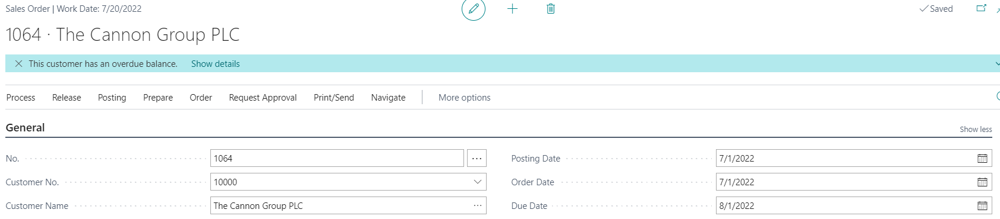 Sales Order | Work Date: 7/20/2022
Saved
1064 · The Cannon Group PLC
This customer has an overdue balance. Show details
Process Release Posting Prepare Order Request Approval Print/Send Navigate More options
General Show less
No. 1064 Posting Date 7/1/2022
Customer No. 10000 Order Date 7/1/2022
Customer Name The Cannon Group PLC Due Date 8/1/2022